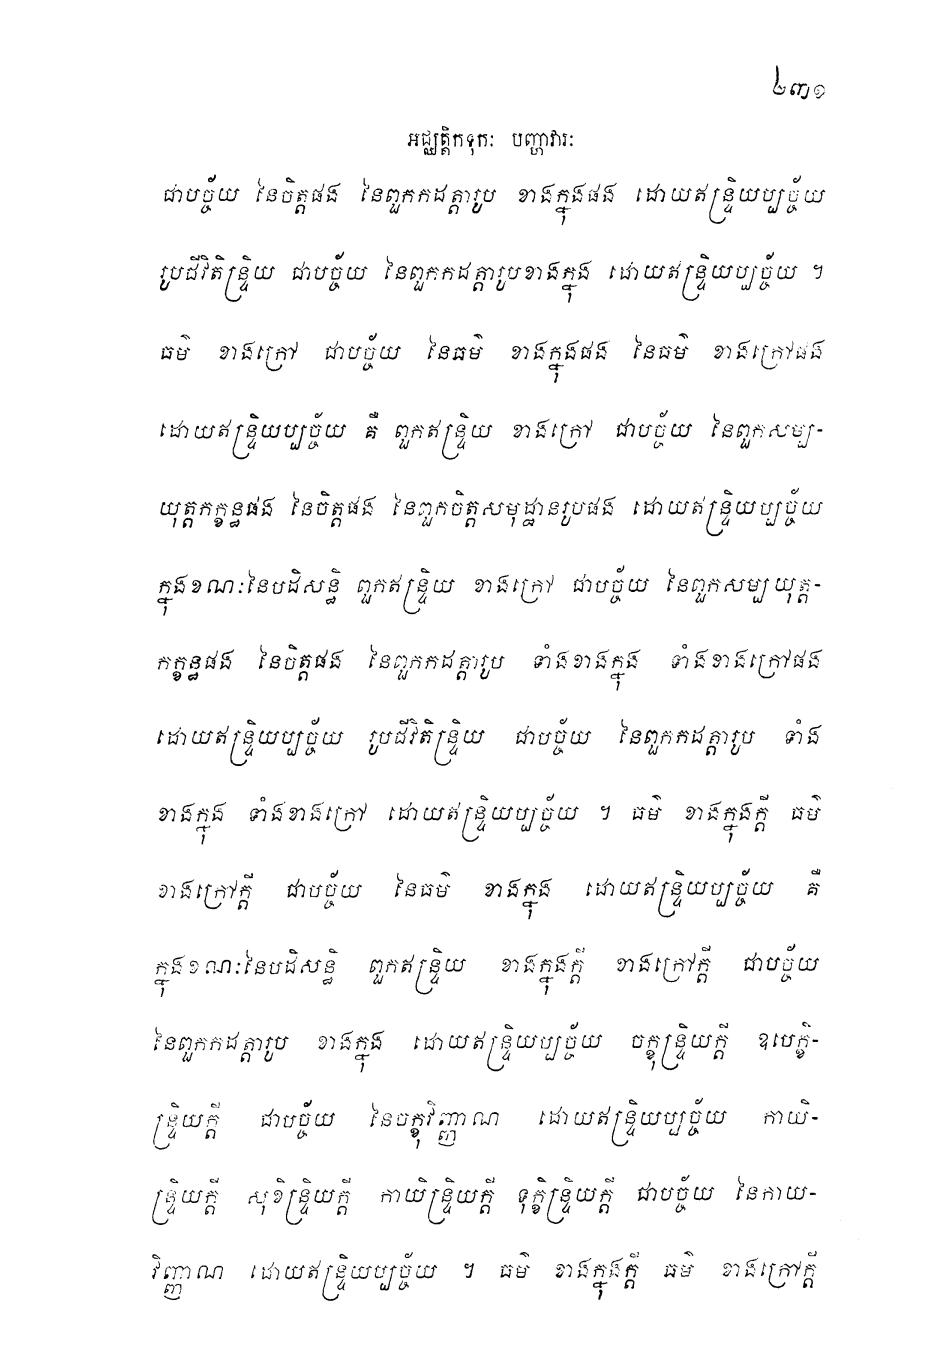 ២៣១
អជ្ឈត្តិកទុកៈ បញ្ហាវារៈ
ជាបច្ច័យ នៃចិត្តផង នៃពួកកដត្តារូប ខាងក្នុងផង ដោយឥន្ទ្រិយប្បច្ច័យ
រូបជីវិតិន្ទ្រិយ ជាបច្ច័យ នៃពួកកដត្តារូបខាងក្នុង ដោយឥន្ទ្រិយប្បច្ច័យ ។
ធម៌ ខាងក្រៅ ជាបច្ច័យ នៃធម៌ ខាងក្នុងផង នៃធម៌ ខាងក្រៅផង
ដោយឥន្ទ្រិយប្បច្ច័យ គឺ ពួកឥន្ទ្រិយ ខាងក្រៅ ជាបច្ច័យ នៃពួកសម្ប-
យុត្តកក្ខន្ធផង នៃចិត្តផង នៃពួកចិត្តសមុដ្ឋានរូបផង ដោយឥន្ទ្រិយប្បច្ច័យ
ក្នុងខណៈនៃបដិសន្ធិ ពួកឥន្ទ្រិយ ខាងក្រៅ ជាបច្ច័យ នៃពួកសម្បយុត្ត-
កក្ខន្ធផង នៃចិត្តផង នៃពួកកដត្តារូប ទាំងខាងក្នុង ទាំងខាងក្រៅផង
ដោយឥន្ទ្រិយប្បច្ច័យ រូបជីវិតិន្ទ្រិយ ជាបច្ច័យ នៃពួកកដត្តារូប ទាំង
ខាងក្នុង ទាំងខាងក្រៅ ដោយឥន្ទ្រិយប្បច្ច័យ ។ ធម៌ ខាងក្នុងក្តី ធម៌
ខាងក្រៅក្តី ជាបច្ច័យ នៃធម៌ ខាងក្នុង ដោយឥន្ទ្រិយប្បច្ច័យ គឺ
ក្នុងខណៈនៃបដិសន្ធិ ពួកឥន្ទ្រិយ ខាងក្នុងក្តី ខាងក្រៅក្តី ជាបច្ច័យ
នៃពួកកដត្តារូប ខាងក្នុង ដោយឥន្ទ្រិយប្បច្ច័យ ចក្ខុន្ទ្រិយក្តី ឧបេក្ខិ-
ន្ទ្រិយក្តី ជាបច្ច័យ នៃចក្ខុវិញ្ញាណ ដោយឥន្ទ្រិយប្បច្ច័យ កាយិ-
ន្ទ្រិយក្តី សុខិន្ទ្រិយក្តី កាយិន្ទ្រិយក្តី ទុក្ខិន្ទ្រិយក្តី ជាបច្ច័យ នៃកាយ-
វិញ្ញាណ ដោយឥន្ទ្រិយប្បច្ច័យ ។ ធម៌ ខាងក្នុងក្តី ធម៌ ខាងក្រៅក្តី